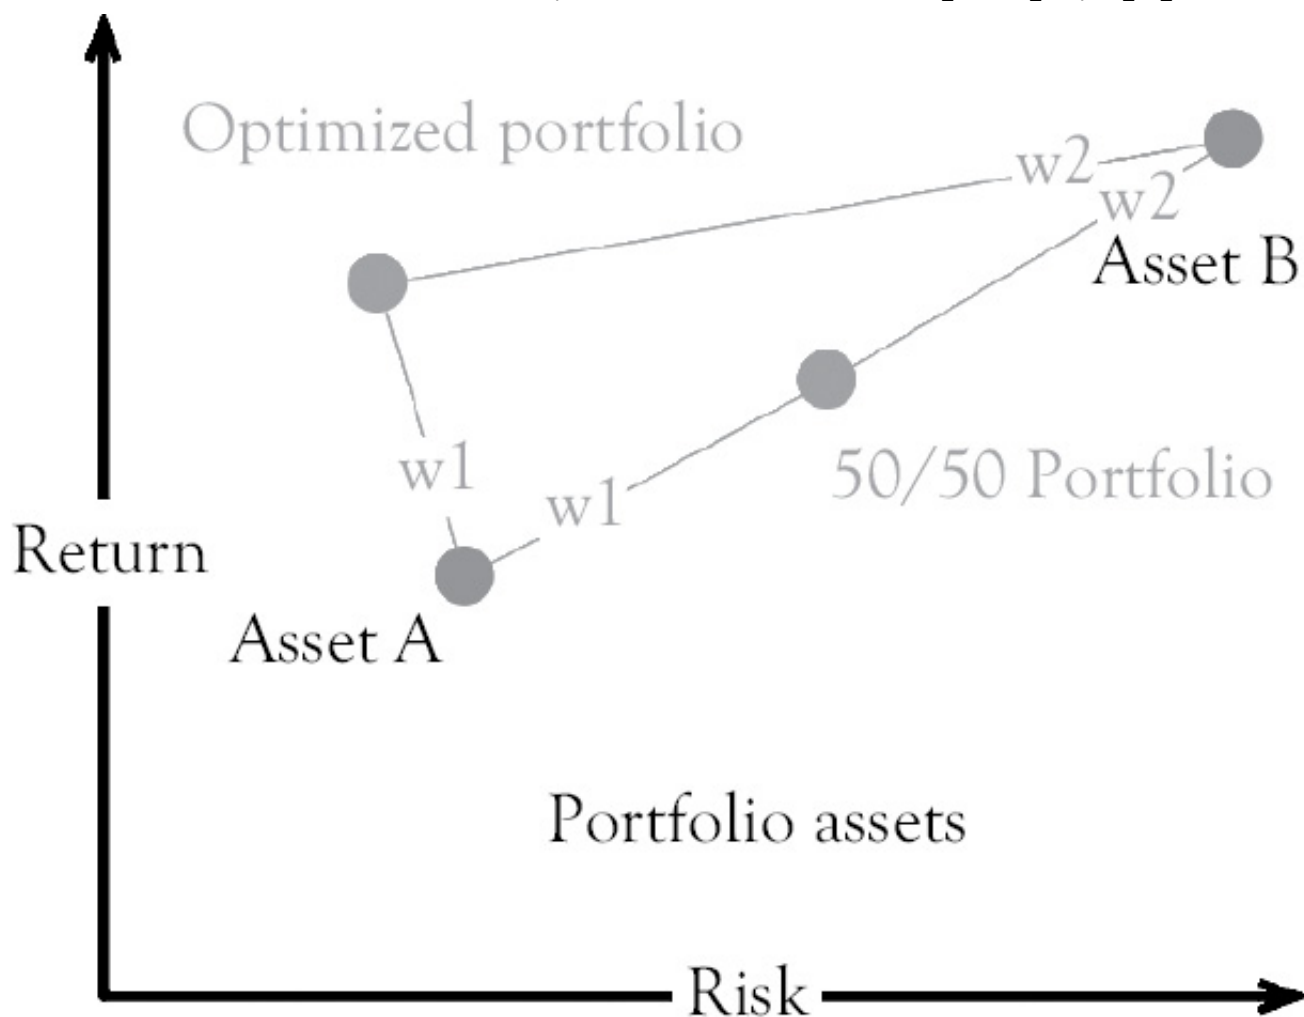 Optimized portfolio
w2
w2
Asset B
w1
50/50 Portfolio
w1
Return
Asset A
Portfolio assets
Risk